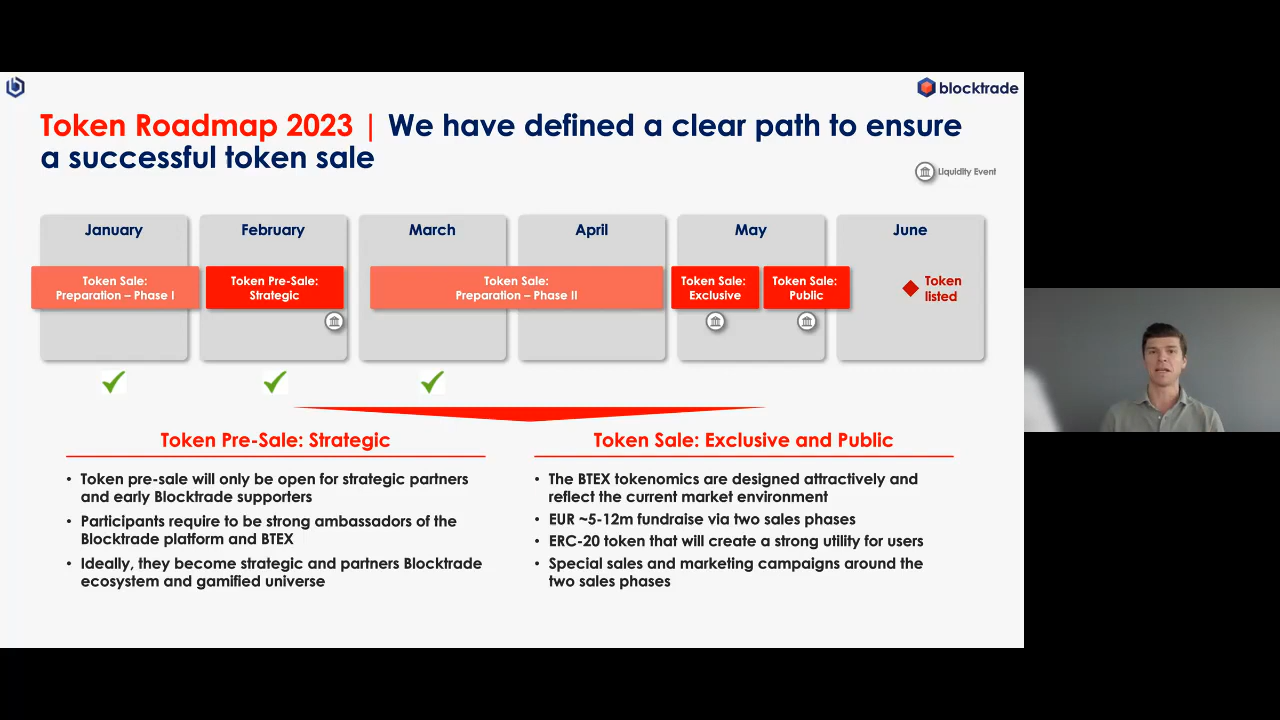 blocktrade
Token Roadmap 2023 | We have defined a clear path to ensure
a successful token sale
Liquidity Event
January
February
March
April
May
June
Token Sale:
Preparation – Phase I
Token Pre-Sale:
Strategic
Token Sale:
Preparation – Phase II
Token Sale:
Exclusive
Token Sale:
Public
Token
listed
Token Pre-Sale: Strategic
• Token pre-sale will only be open for strategic partners
and early Blocktrade supporters
• Participants require to be strong ambassadors of the
Blocktrade platform and BTEX
• Ideally, they become strategic and partners Blocktrade
ecosystem and gamified universe
Token Sale: Exclusive and Public
• The BTEX tokenomics are designed attractively and
reflect the current market environment
• EUR ~5-12m fundraise via two sales phases
• ERC-20 token that will create a strong utility for users
• Special sales and marketing campaigns around the
two sales phases